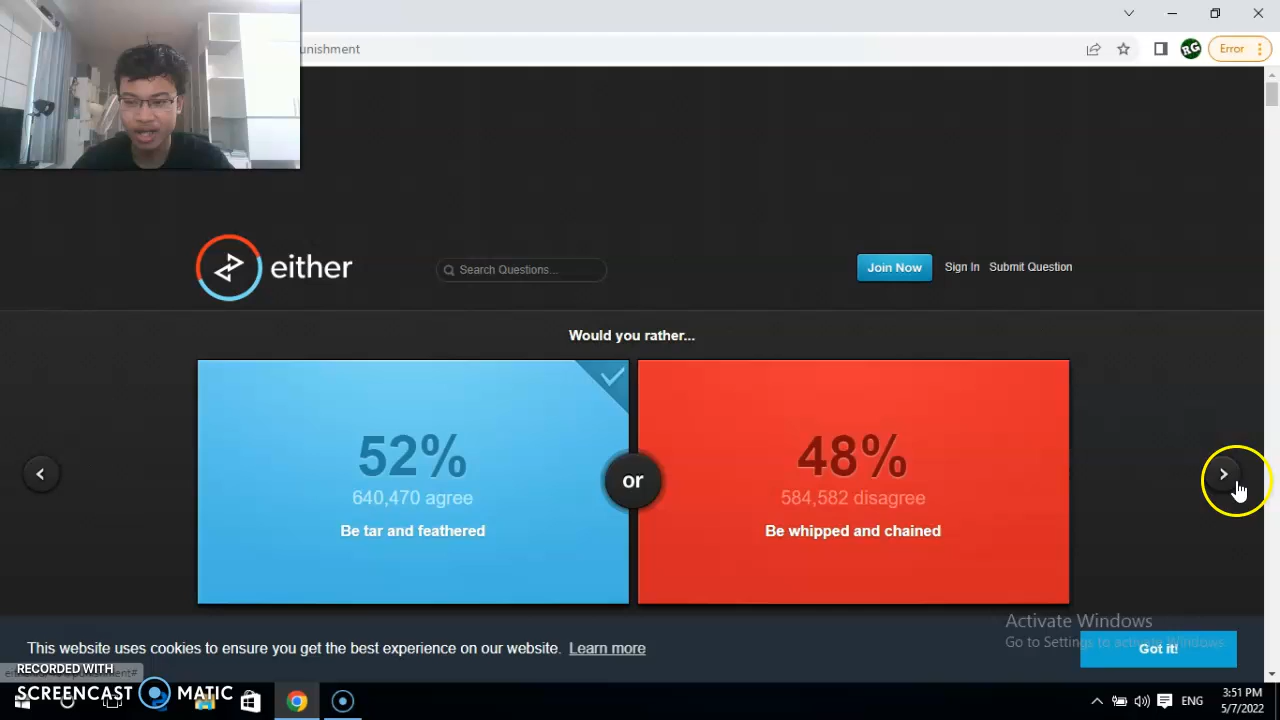 unishment
RG
Error
either
Search Questions...
Join Now
Sign In
Submit Question
Would you rather...
52%
640,470 agree
Be tar and feathered
or
48%
584,582 disagree
Be whipped and chained
Activate Windows
Go to Settings to activate Windows.
This website uses cookies to ensure you get the best experience on our website. Learn more
Got it!
RECORDED WITH
SCREENCAST MATIC
ENG
3:51 PM
5/7/2022